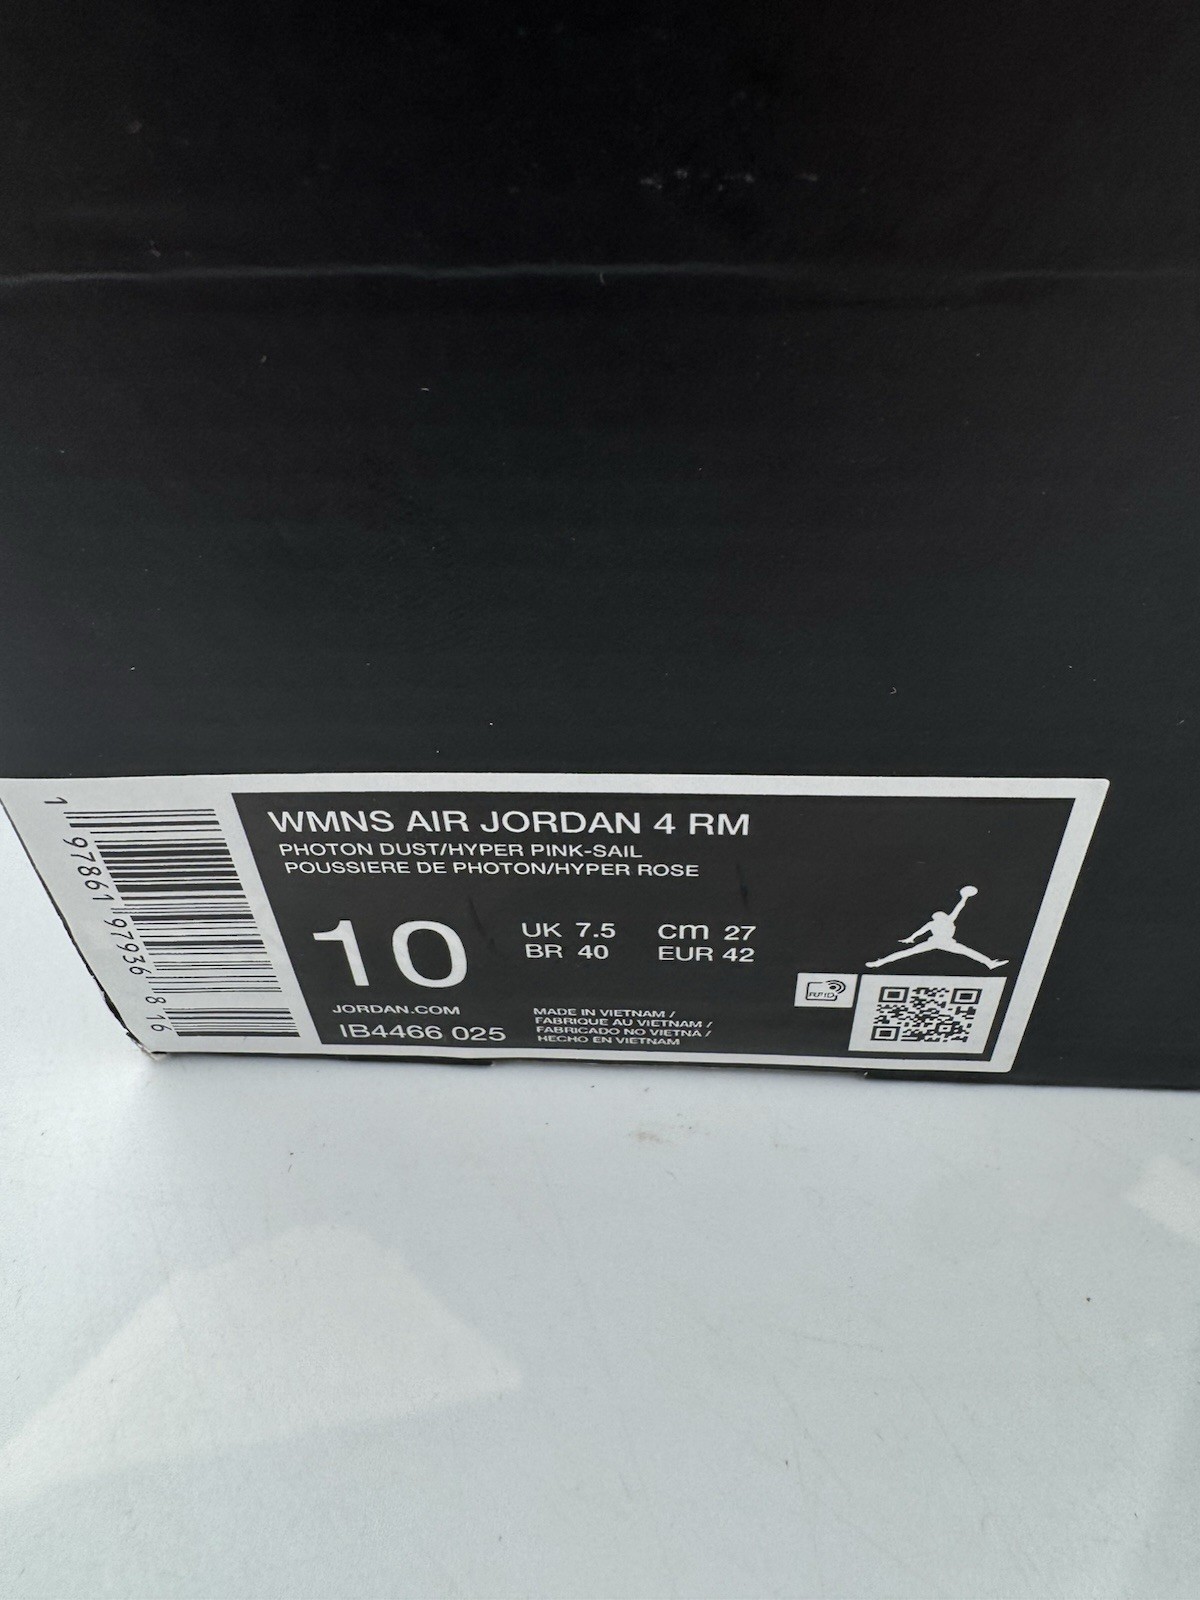 WMNS AIR JORDAN 4 RM
PHOTON DUST/HYPER PINK-SAIL
POUSSIERE DE PHOTON/HYPER ROSE
10
UK 7.5 cm 27
BR 40 EUR 42
RFID
JORDAN.COM
IB4466 025
MADE IN VIETNAM /
FABRIQUE AU VIETNAM /
FABRICADO NO VIETNA /
HECHO EN VIETNAM
1 97861 97936 8 16